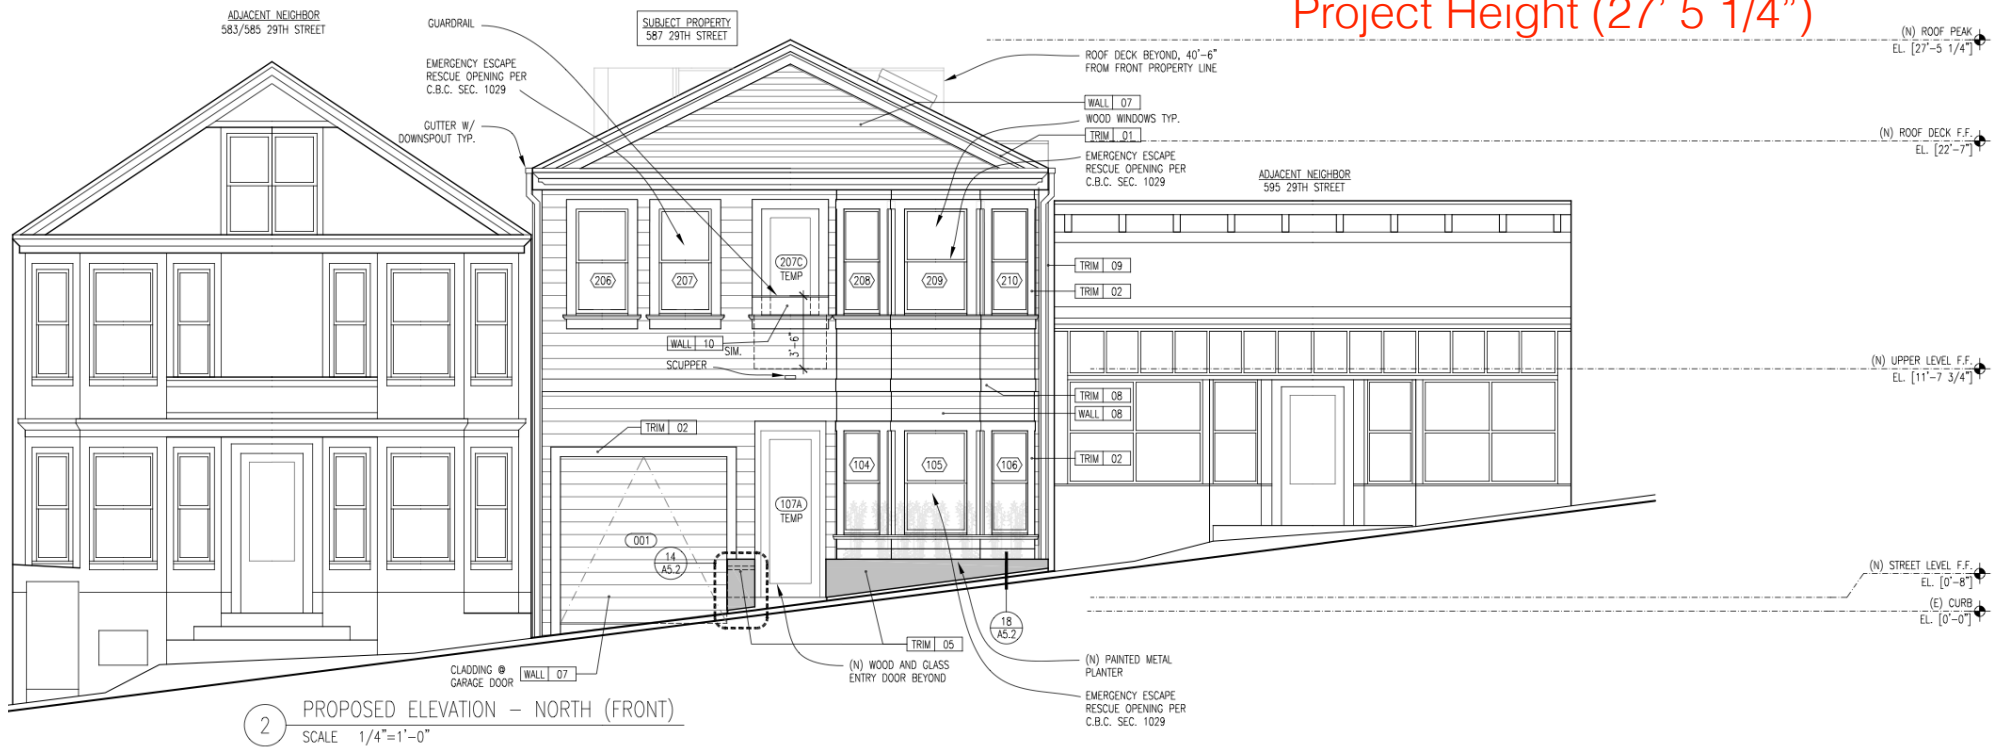 Project Height (27' 5 1/4")
ADJACENT NEIGHBOR
583/585 29TH STREET
GUARDRAIL
SUBJECT PROPERTY
587 29TH STREET
EMERGENCY ESCAPE
RESCUE OPENING PER
C.B.C. SEC. 1029
GUTTER W/
DOWNSPOUT TYP.
ROOF DECK BEYOND, 40'-6"
FROM FRONT PROPERTY LINE
WALL 07
WOOD WINDOWS TYP.
TRIM 01
EMERGENCY ESCAPE
RESCUE OPENING PER
C.B.C. SEC. 1029
ADJACENT NEIGHBOR
595 29TH STREET
(N) ROOF PEAK
EL. [27'-5 1/4"]
(N) ROOF DECK F.F.
EL. [22'-7"]
206
207
207C
TEMP
208
209
210
TRIM 09
TRIM 02
WALL 10
SIM.
3'-6"
SCUPPER
(N) UPPER LEVEL F.F.
EL. [11'-7 3/4"]
TRIM 08
WALL 08
TRIM 02
TRIM 02
104
105
106
107A
TEMP
001
14
A5.2
(N) STREET LEVEL F.F.
EL. [0'-8"]
(E) CURB
EL. [0'-0"]
18
A5.2
TRIM 05
CLADDING @
GARAGE DOOR
WALL 07
(N) WOOD AND GLASS
ENTRY DOOR BEYOND
(N) PAINTED METAL
PLANTER
EMERGENCY ESCAPE
RESCUE OPENING PER
C.B.C. SEC. 1029
2
PROPOSED ELEVATION - NORTH (FRONT)
SCALE 1/4"=1'-0"